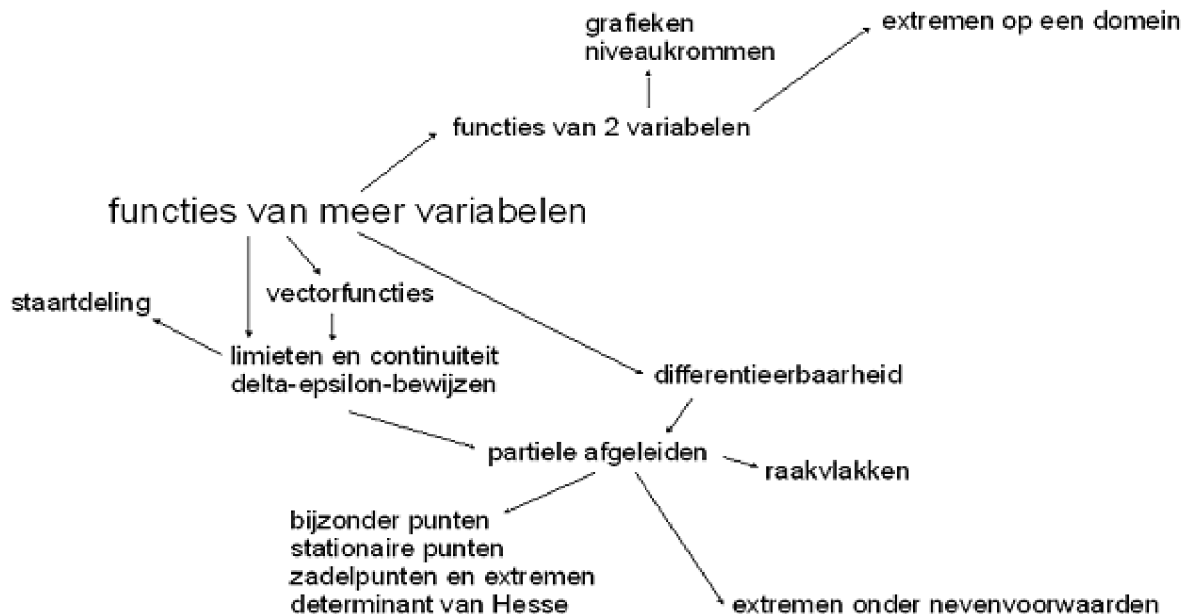 grafieken
niveaukrommen
extremen op een domein
functies van 2 variabelen
functies van meer variabelen
vectorfuncties
staartdeling
limieten en continuiteit
delta-epsilon-bewijzen
differentieerbaarheid
partiele afgeleiden
raakvlakken
bijzonder punten
stationaire punten
zadelpunten en extremen
determinant van Hesse
extremen onder nevenvoorwaarden